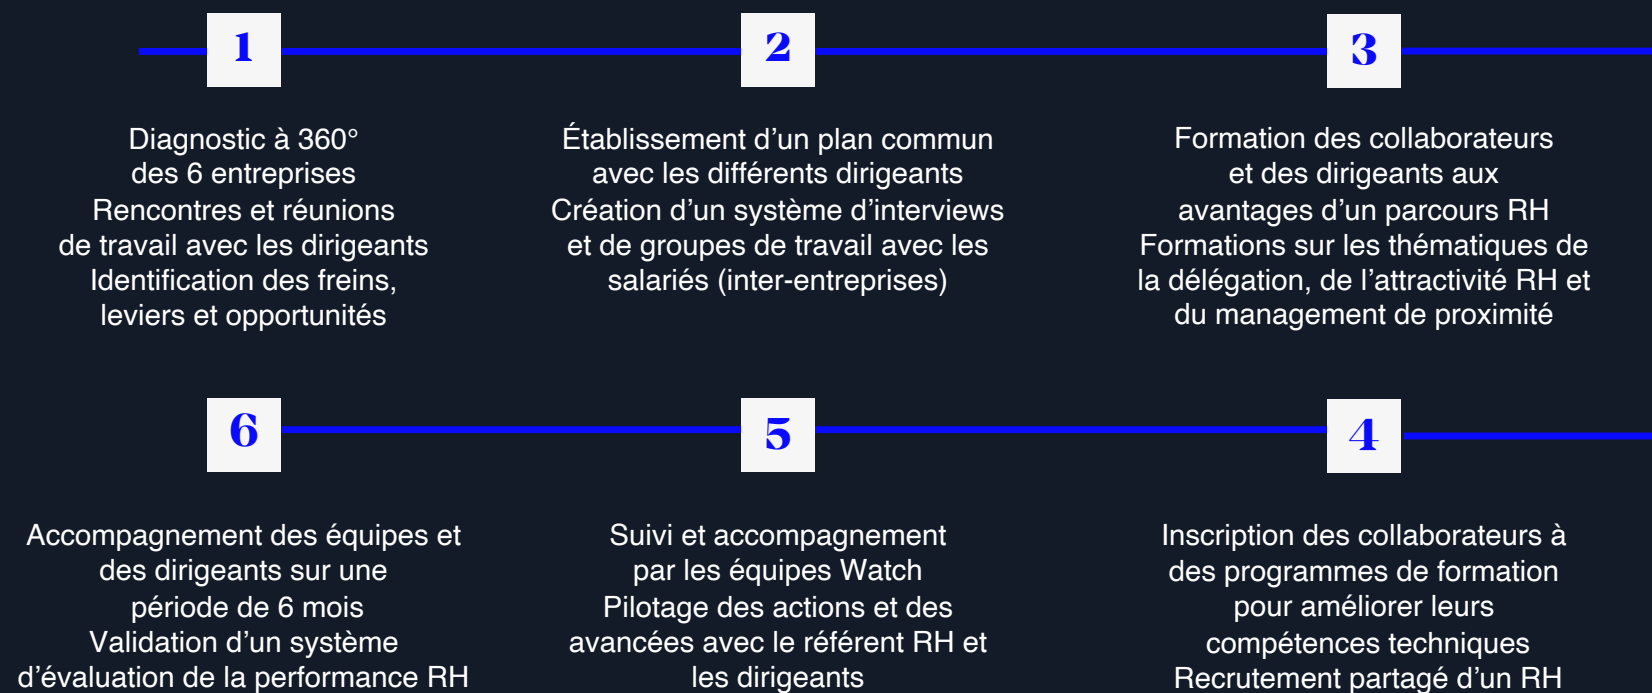 1
Diagnostic à 360°
des 6 entreprises
Rencontres et réunions
de travail avec les dirigeants
Identification des freins,
leviers et opportunités
2
Établissement d’un plan commun
avec les différents dirigeants
Création d’un système d’interviews
et de groupes de travail avec les
salariés (inter-entreprises)
3
Formation des collaborateurs
et des dirigeants aux
avantages d’un parcours RH
Formations sur les thématiques de
la délégation, de l’attractivité RH et
du management de proximité
4
Inscription des collaborateurs à
des programmes de formation
pour améliorer leurs
compétences techniques
Recrutement partagé d’un RH
5
Suivi et accompagnement
par les équipes Watch
Pilotage des actions et des
avancées avec le référent RH et
les dirigeants
6
Accompagnement des équipes et
des dirigeants sur une
période de 6 mois
Validation d’un système
d’évaluation de la performance RH